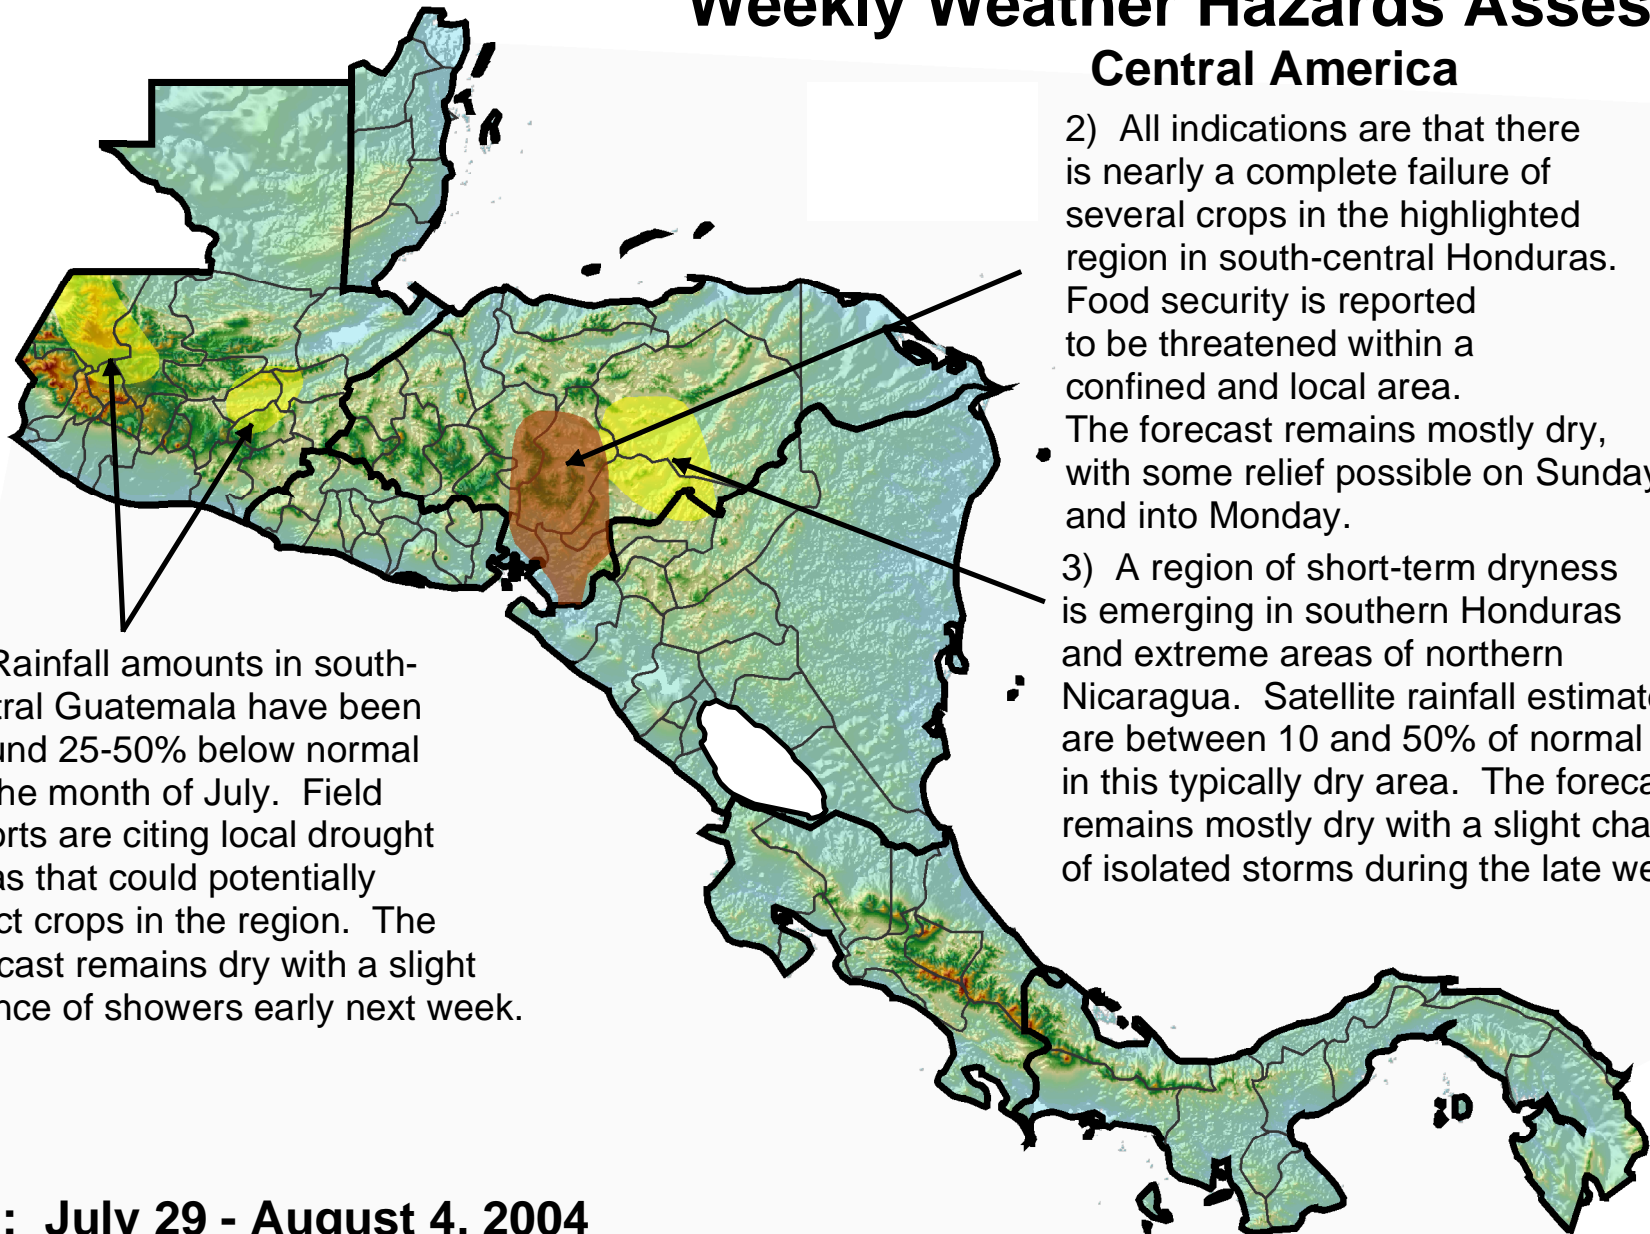 Weekly Weather Hazards Asses
Central America
2) All indications are that there
is nearly a complete failure of
several crops in the highlighted
region in south-central Honduras.
Food security is reported
to be threatened within a
confined and local area.
The forecast remains mostly dry,
with some relief possible on Sunday
and into Monday.
3) A region of short-term dryness
is emerging in southern Honduras
and extreme areas of northern
Nicaragua. Satellite rainfall estimate
are between 10 and 50% of normal
in this typically dry area. The foreca
remains mostly dry with a slight cha
of isolated storms during the late we
Rainfall amounts in south-
tral Guatemala have been
und 25-50% below normal
he month of July. Field
orts are citing local drought
as that could potentially
ct crops in the region. The
cast remains dry with a slight
nce of showers early next week.
: July 29 - August 4, 2004